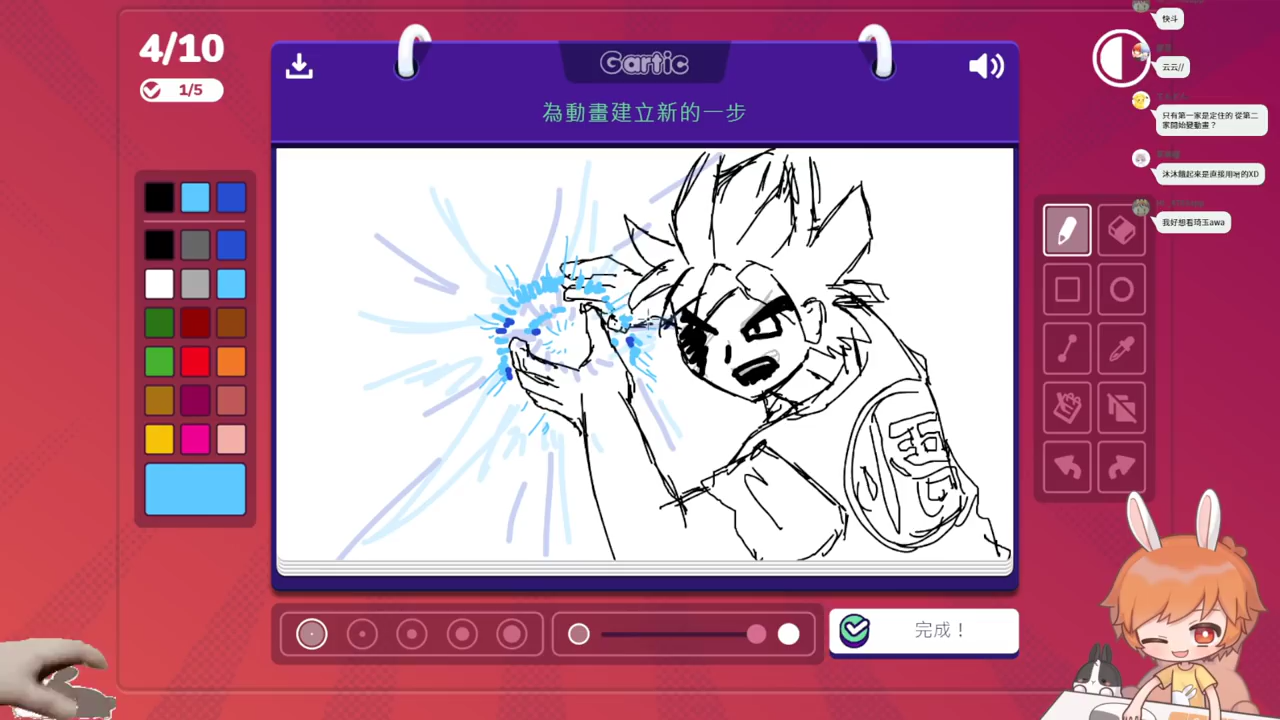 4/10
1/5
Gartic
為動畫建立新的一步
悟
完成！
快斗
云云//
只有第一家是定住的 從第二
家開始變動畫？
沐沐餓起來是直接用啃的XD
我好想看琦玉awa